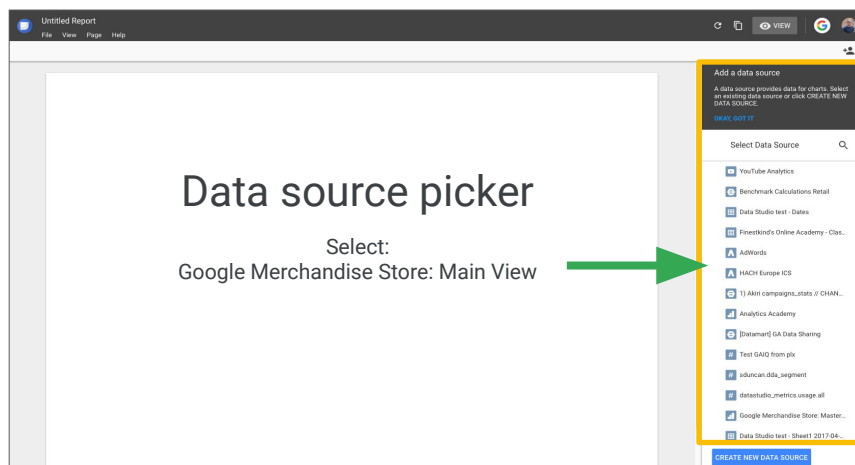 Untitled Report
File View Page Help
VIEW
Add a data source
A data source provides data for charts. Select
an existing data source or click CREATE NEW
DATA SOURCE.
OKAY, GOT IT
Select Data Source
Data source picker
Select:
Google Merchandise Store: Main View
YouTube Analytics
Benchmark Calculations Retail
Data Studio test - Dates
Finestkind's Online Academy - Clas...
AdWords
HACH Europe ICS
1) Akiri campaigns_stats // CHAN...
Analytics Academy
[Datamart] GA Data Sharing
Test GAIQ from plx
sduncan.dda_segment
datastudio_metrics.usage.all
Google Merchandise Store: Master...
Data Studio test - Sheet1 2017-04-...
CREATE NEW DATA SOURCE